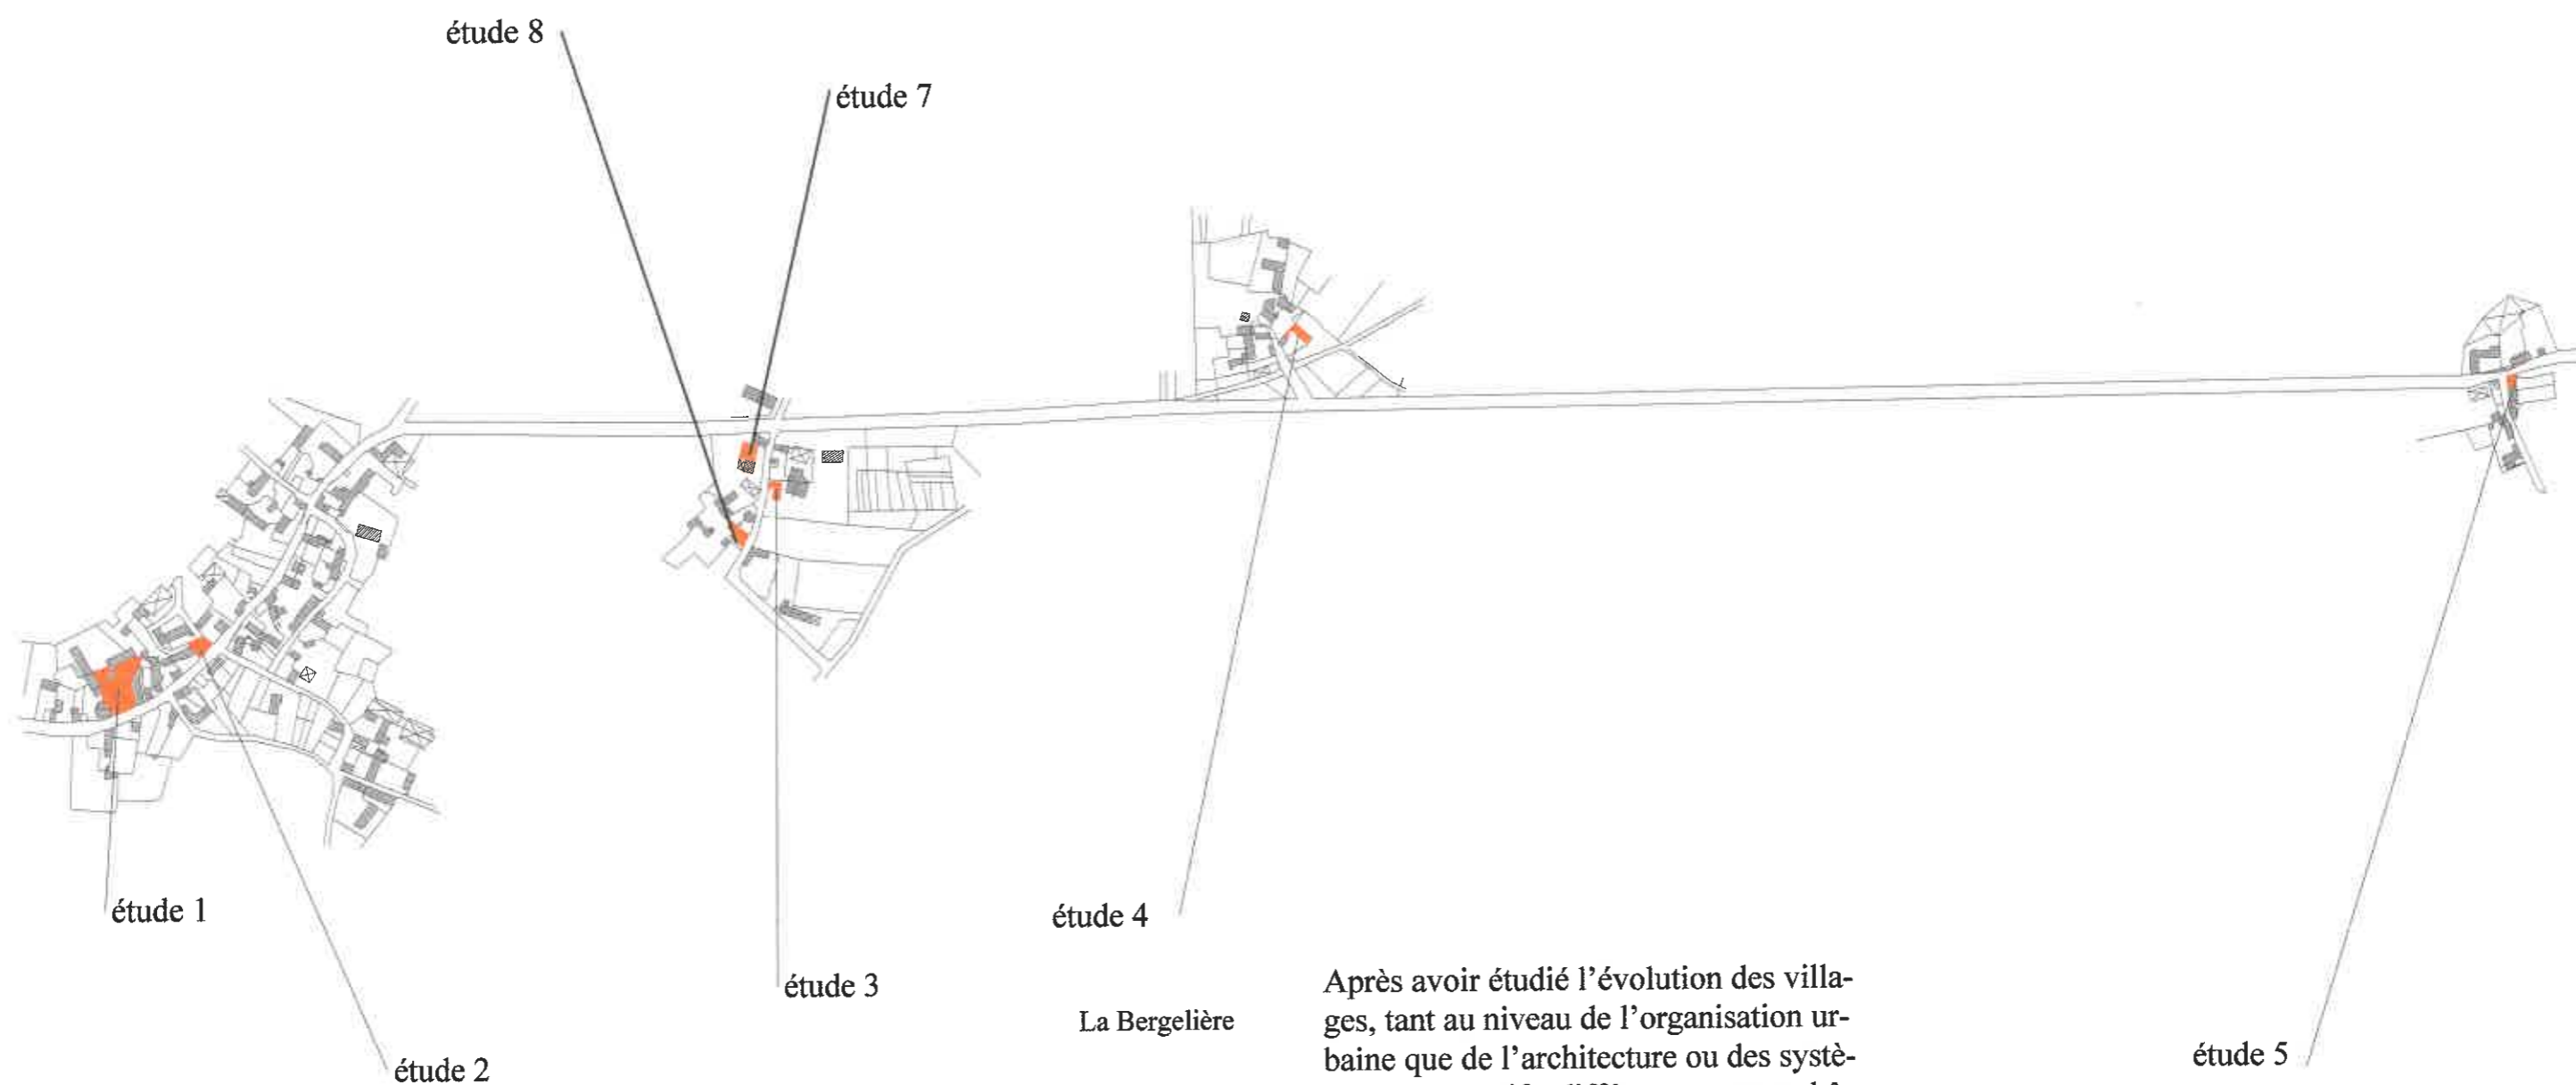 étude 8
étude 7
étude 1
étude 4
étude 3
étude 2
La Bergelière
Après avoir étudié l’évolution des villa-
ges, tant au niveau de l’organisation ur-
baine que de l’architecture ou des systè-
étude 5